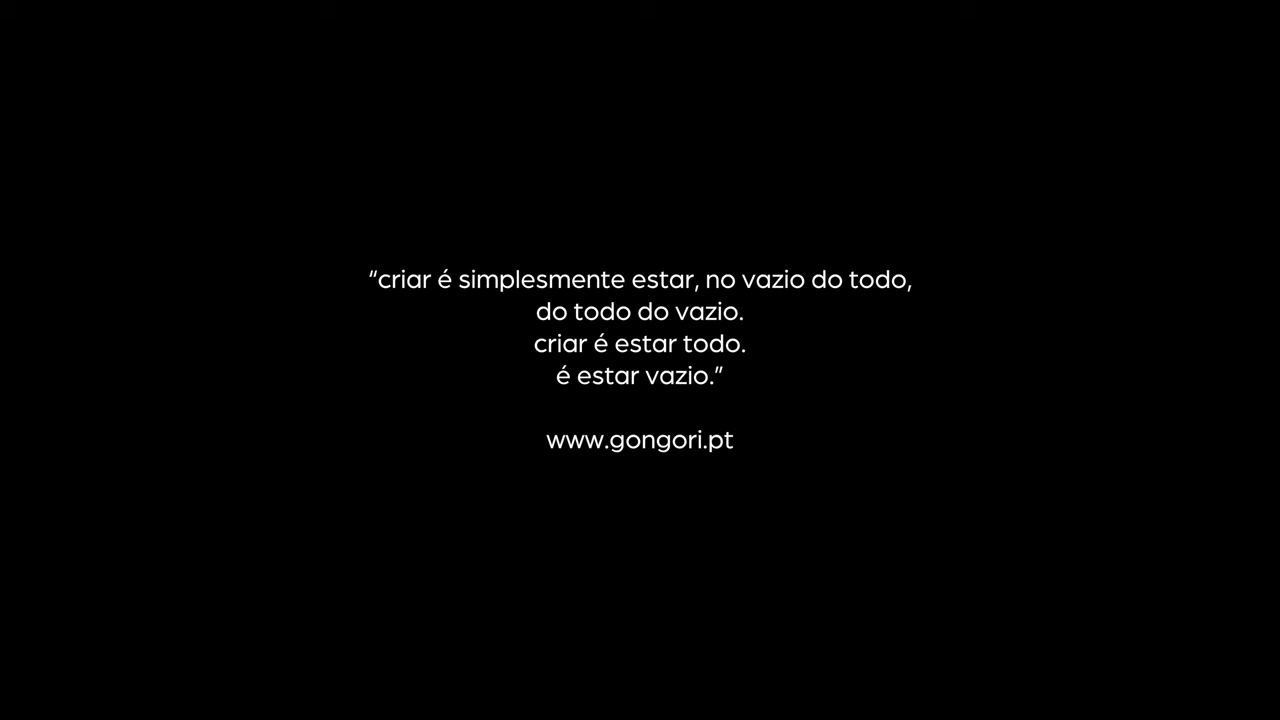 “criar é simplesmente estar, no vazio do todo,
do todo do vazio.
criar é estar todo.
é estar vazio.”
www.gongori.pt